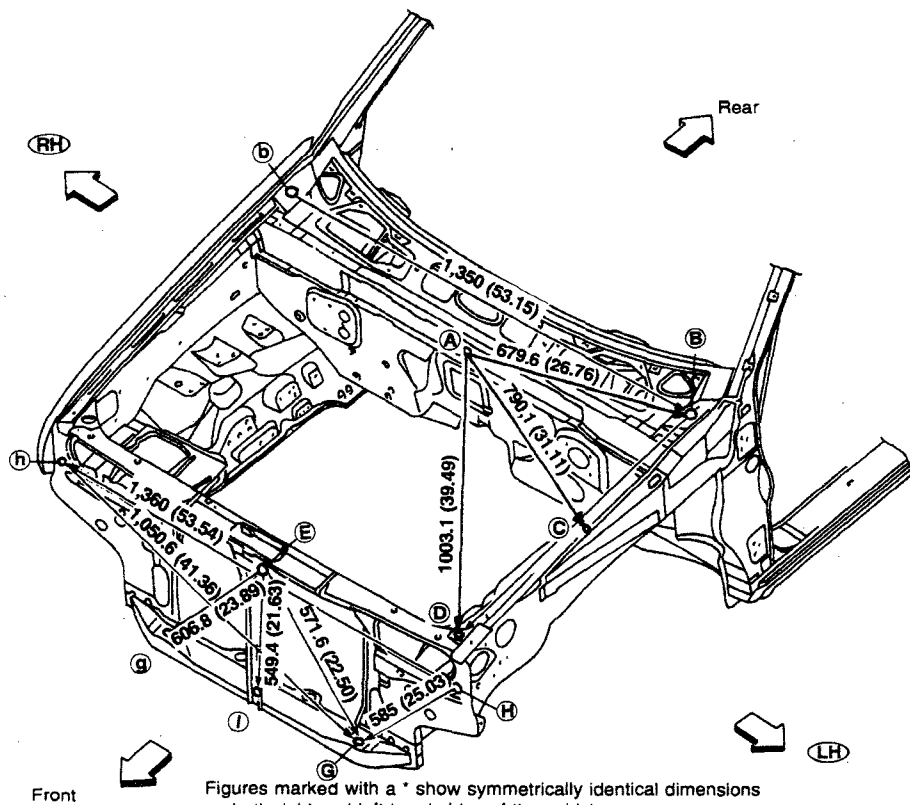 Rear
RH
b
1,350 (53.15)
A
B
679.6 (26.76)
790.1 (31.11)
h
1003.1 (39.49)
1,360 (53.54)
C
1,050.6 (41.36)
E
D
606.8 (23.89)
549.4 (21.63)
571.6 (22.50)
g
585 (25.03)
H
i
G
LH
Front
Figures marked with a * show symmetrically identical dimensions